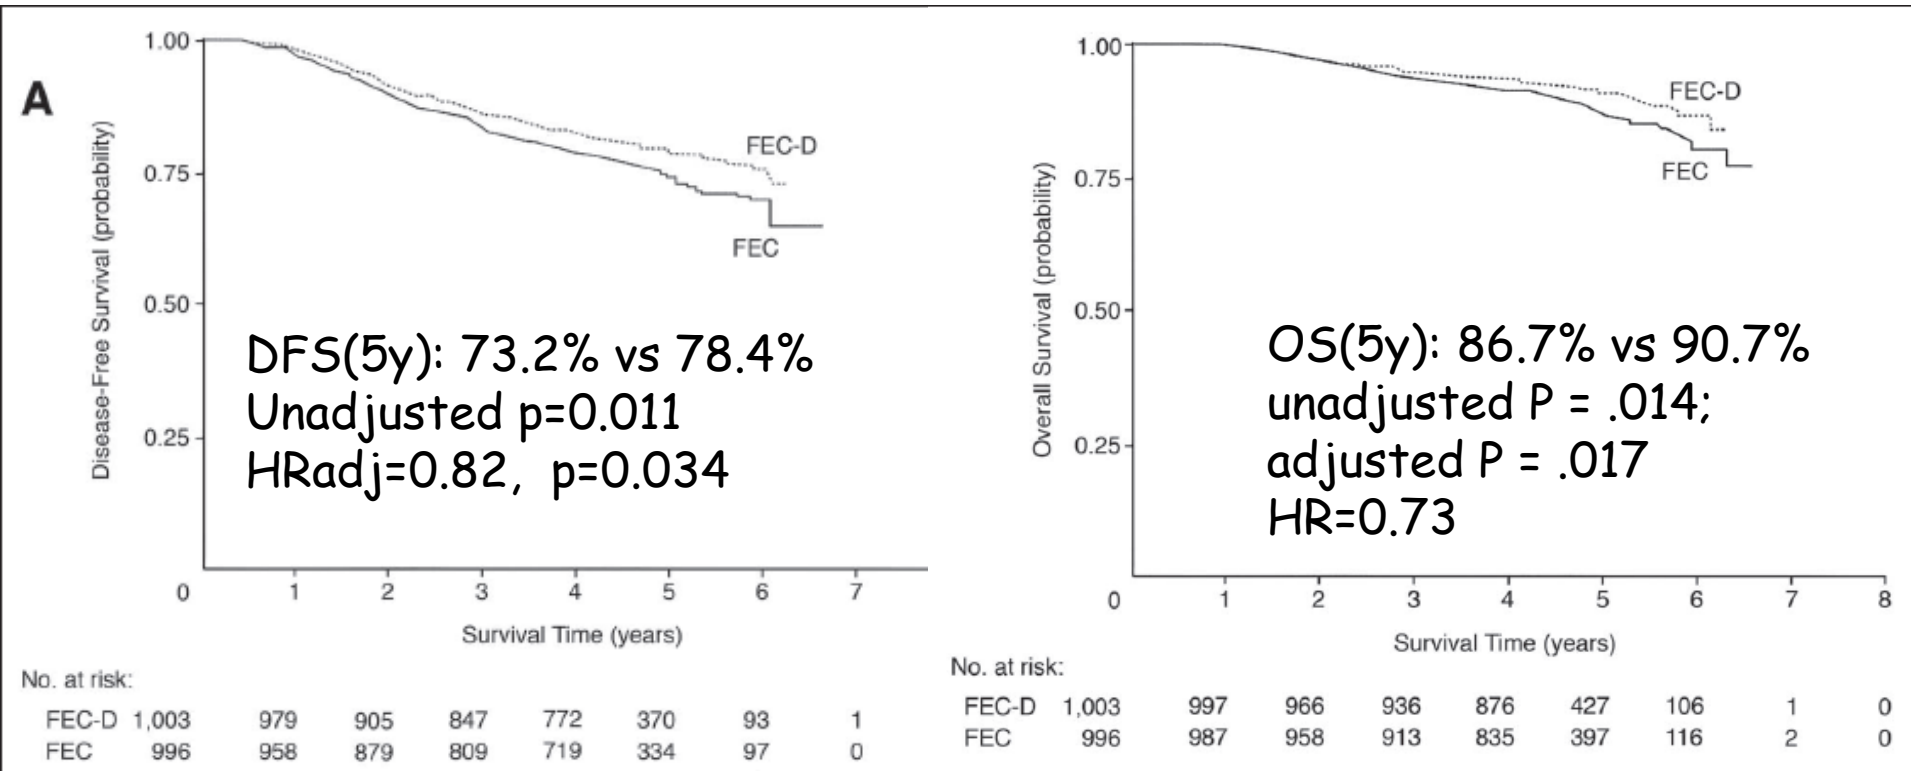 A
Disease-Free Survival (probability)
1.00
0.75
0.50
0.25
0
1 2 3 4 5 6 7
FEC-D
FEC
DFS(5y): 73.2% vs 78.4%
Unadjusted p=0.011
HRadj=0.82, p=0.034
Survival Time (years)
No. at risk:
FEC-D 1,003 979 905 847 772 370 93 1
FEC 996 958 879 809 719 334 97 0
Overall Survival (probability)
1.00
0.75
0.50
0.25
0
1 2 3 4 5 6 7 8
FEC-D
FEC
OS(5y): 86.7% vs 90.7%
unadjusted P = .014;
adjusted P = .017
HR=0.73
Survival Time (years)
No. at risk:
FEC-D 1,003 997 966 936 876 427 106 1 0
FEC 996 987 958 913 835 397 116 2 0